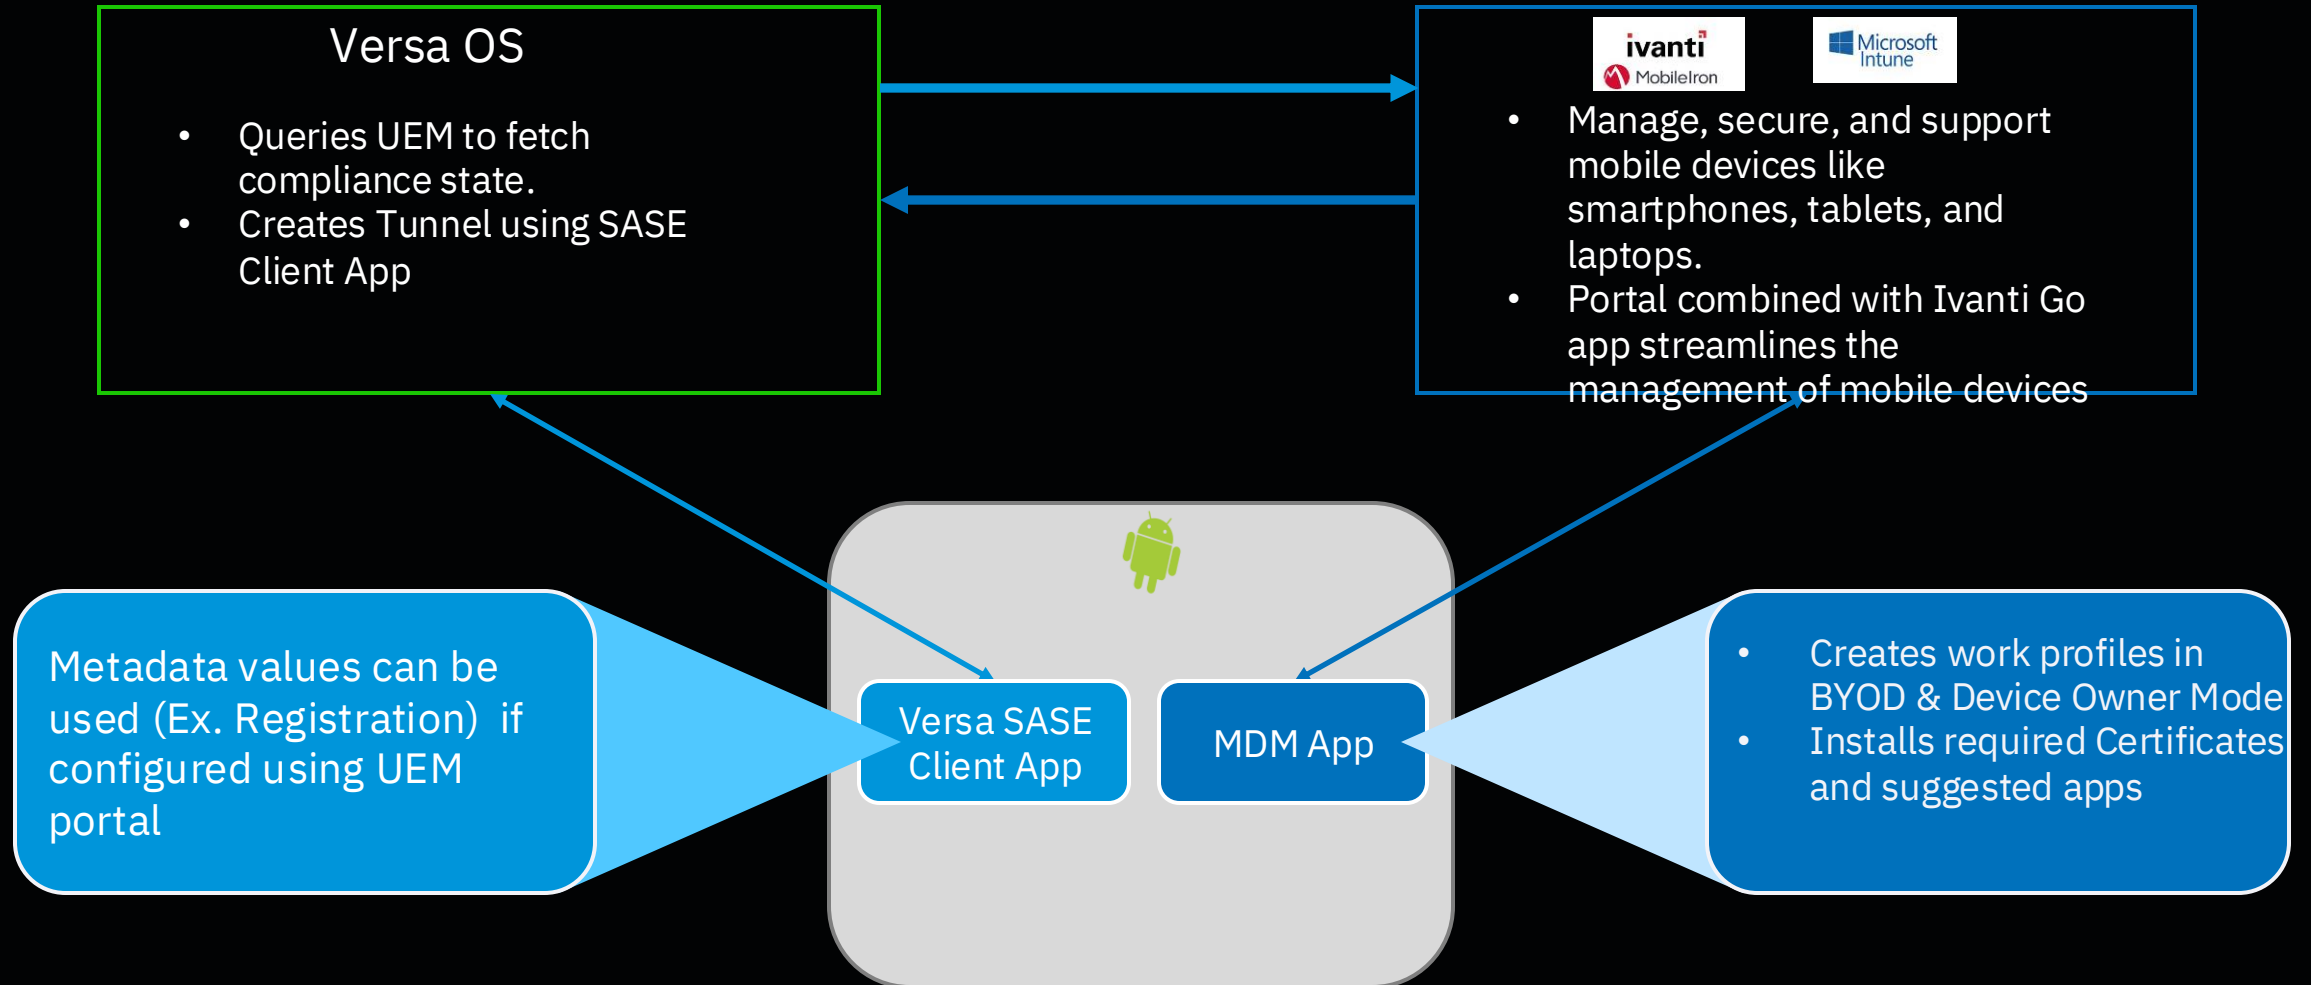 Versa OS
• Queries UEM to fetch
compliance state.
• Creates Tunnel using SASE
Client App
ivanti
MobileIron
Microsoft
Intune
• Manage, secure, and support
mobile devices like
smartphones, tablets, and
laptops.
• Portal combined with Ivanti Go
app streamlines the
management of mobile devices
Metadata values can be
used (Ex. Registration) if
configured using UEM
portal
Versa SASE
Client App
MDM App
• Creates work profiles in
BYOD & Device Owner Mode
• Installs required Certificates
and suggested apps